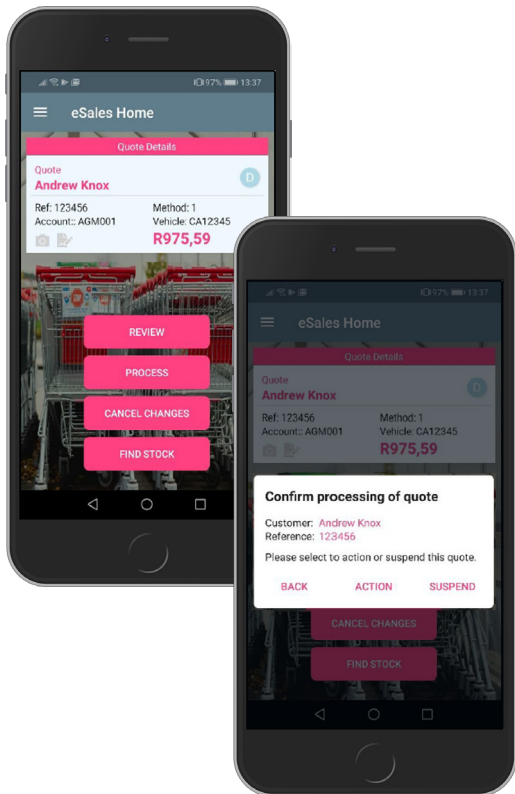 97% 13:37
eSales Home
Quote Details
Quote
Andrew Knox
D
Ref: 123456 Method: 1
Account:: AGM001 Vehicle: CA12345
R975,59
REVIEW
PROCESS
CANCEL CHANGES
FIND STOCK
97% 13:37
eSales Home
Quote Details
Quote
Andrew Knox
D
Ref: 123456 Method: 1
Account:: AGM001 Vehicle: CA12345
R975,59
Confirm processing of quote
Customer: Andrew Knox
Reference: 123456
Please select to action or suspend this quote.
BACK ACTION SUSPEND
CANCEL CHANGES
FIND STOCK